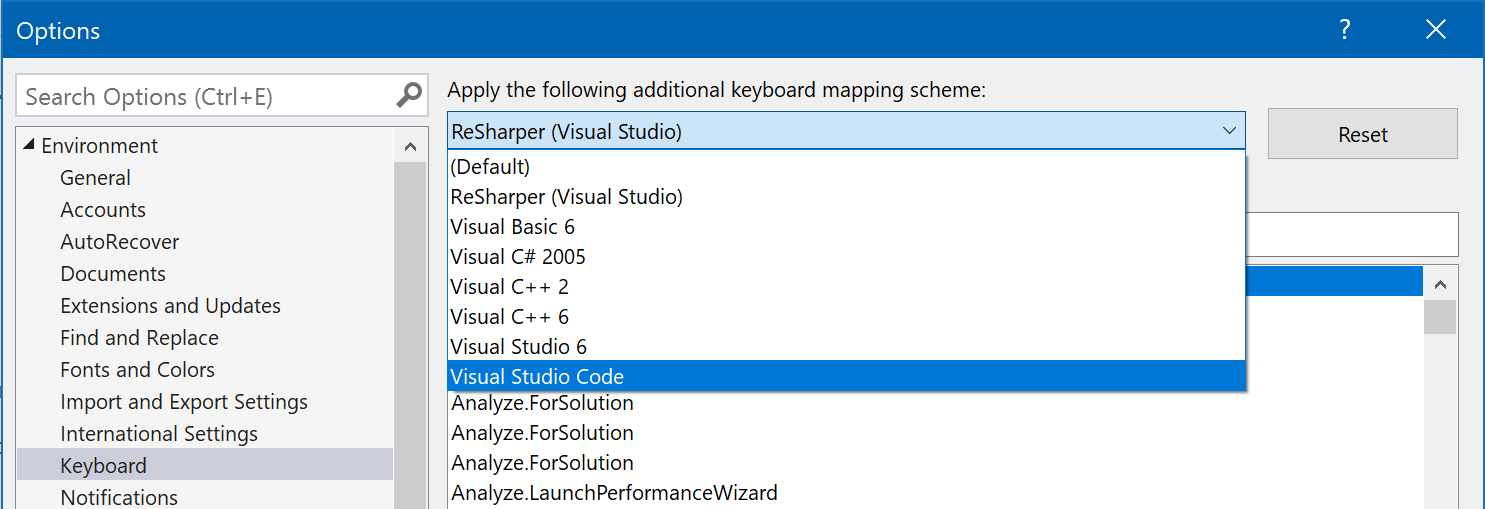 Options
?
Search Options (Ctrl+E)
Environment
General
Accounts
AutoRecover
Documents
Extensions and Updates
Find and Replace
Fonts and Colors
Import and Export Settings
International Settings
Keyboard
Notifications
Apply the following additional keyboard mapping scheme:
ReSharper (Visual Studio)
Reset
(Default)
ReSharper (Visual Studio)
Visual Basic 6
Visual C# 2005
Visual C++ 2
Visual C++ 6
Visual Studio 6
Visual Studio Code
Analyze.ForSolution
Analyze.ForSolution
Analyze.ForSolution
Analyze.LaunchPerformanceWizard